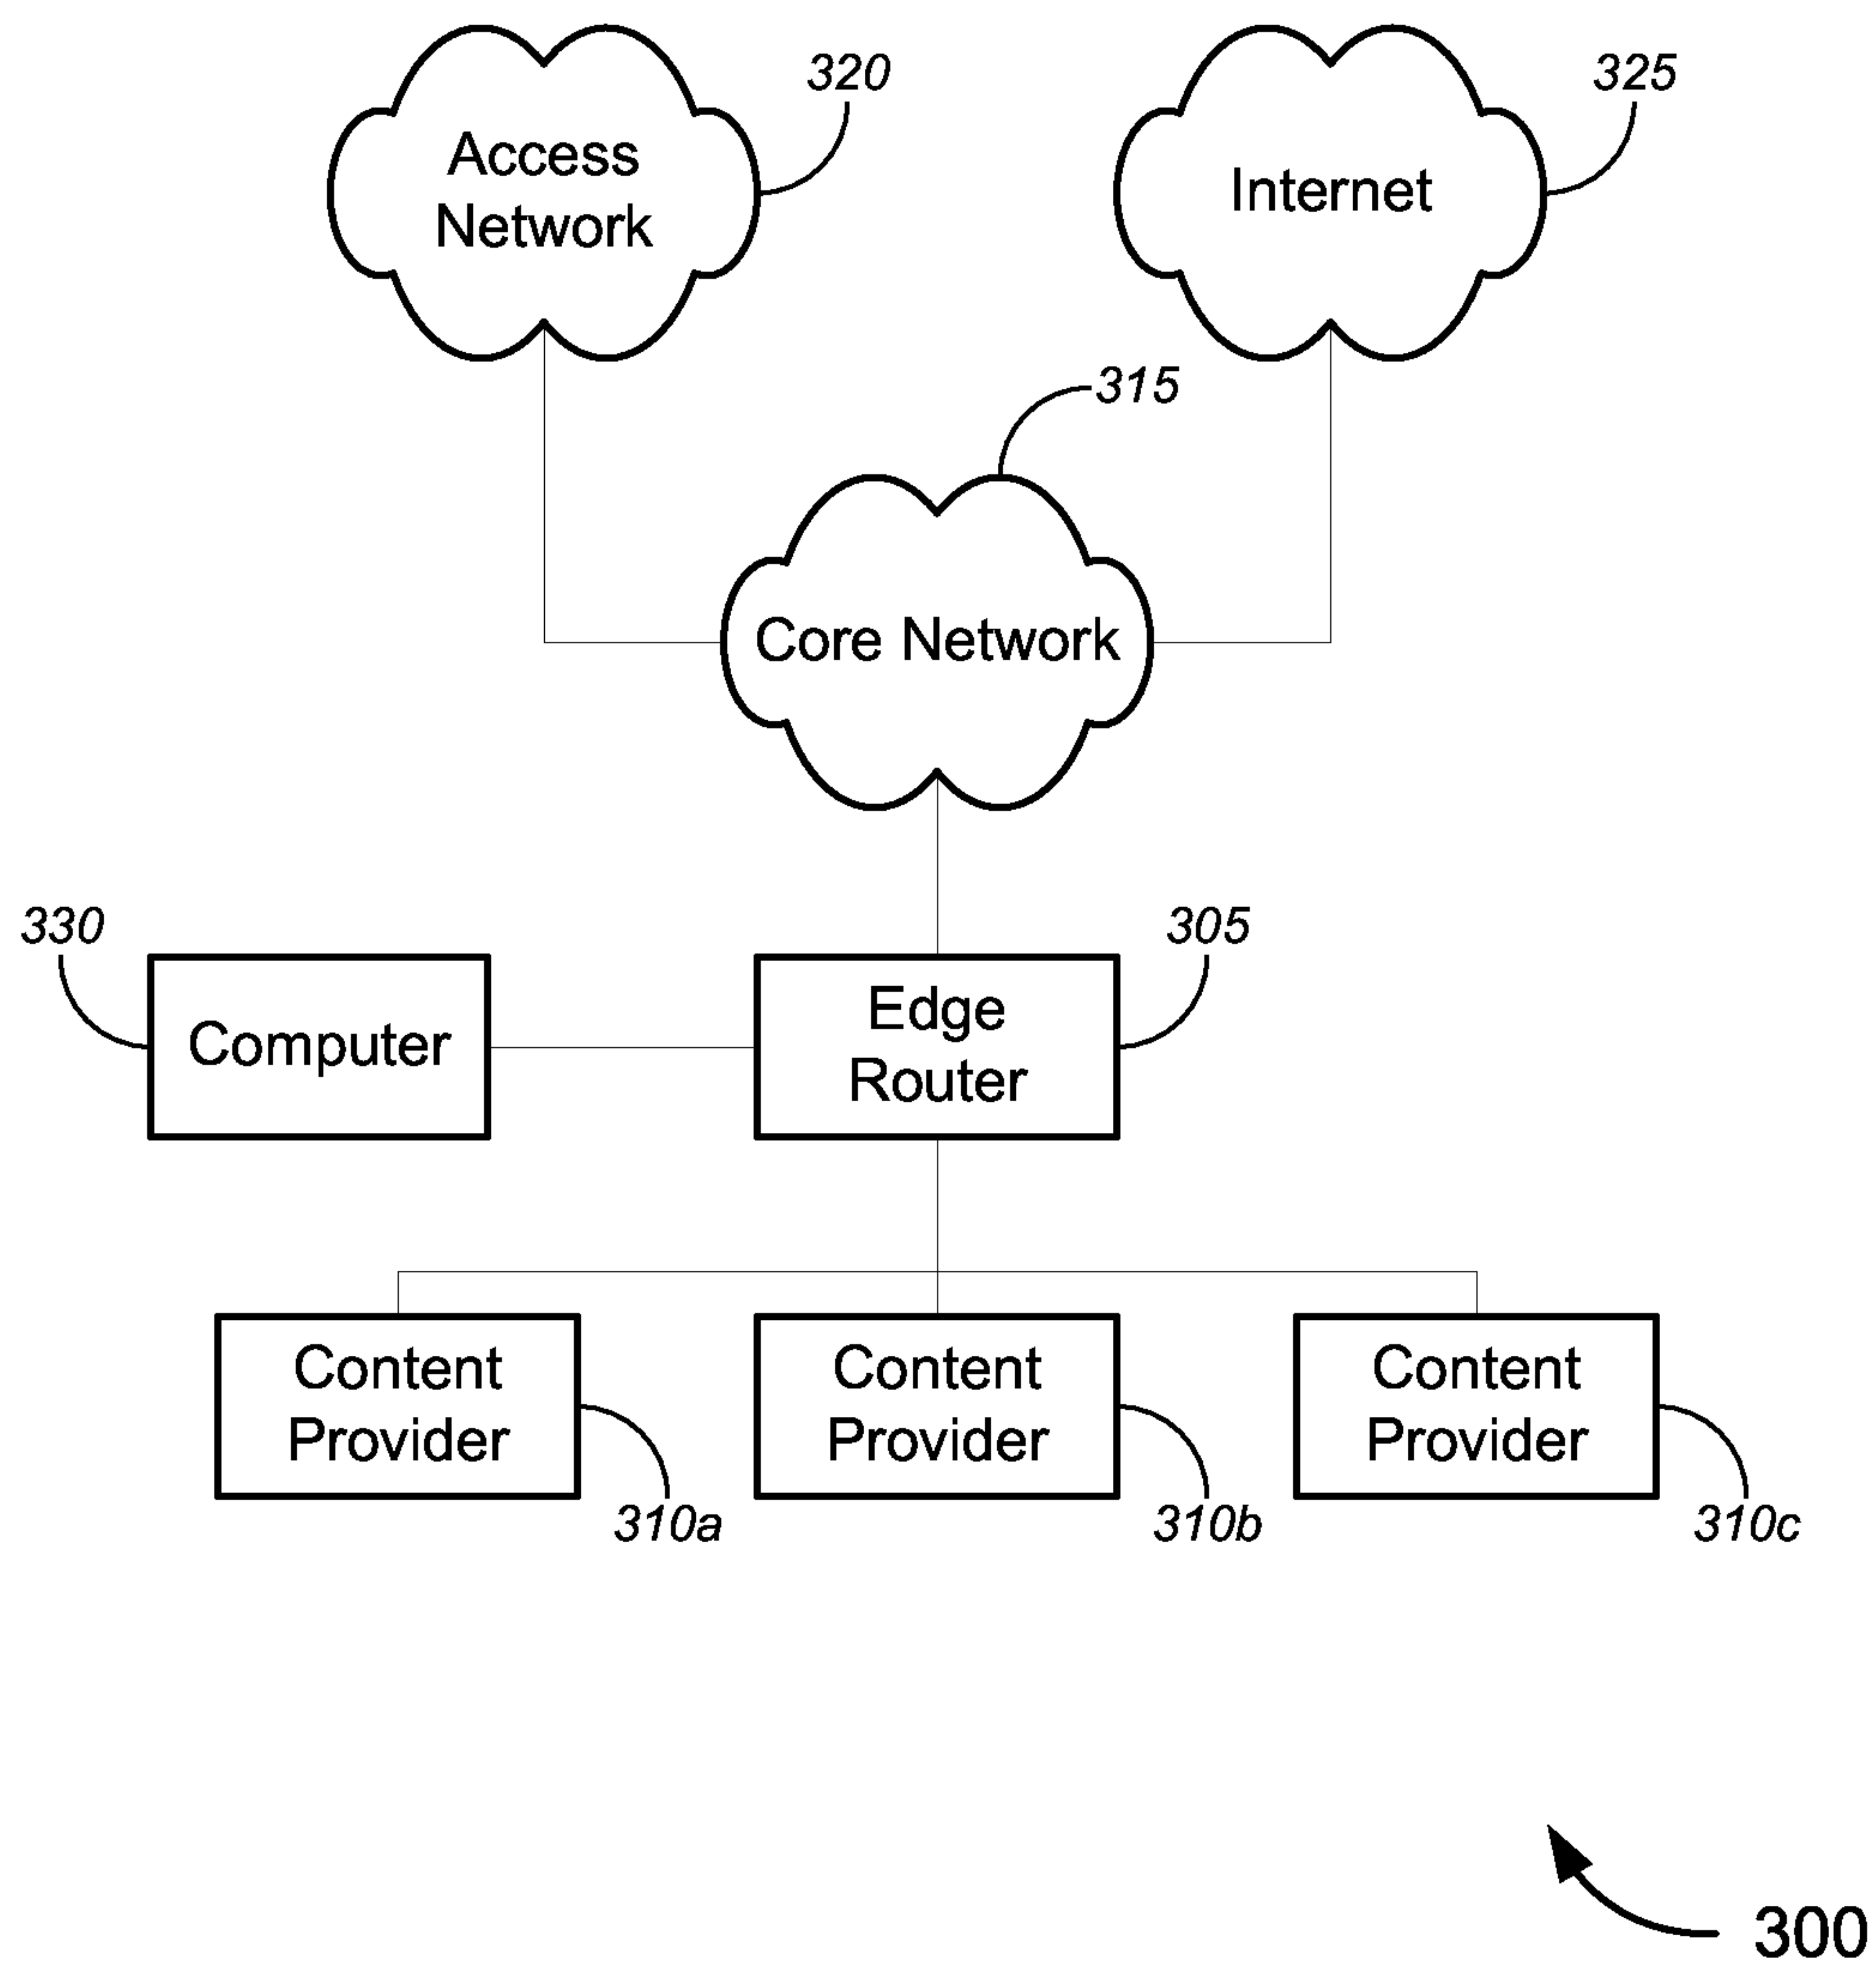 320
325
Access
Network
Internet
315
Core Network
330
305
Computer
Edge
Router
Content
Provider
Content
Provider
Content
Provider
310a
310b
310c
300